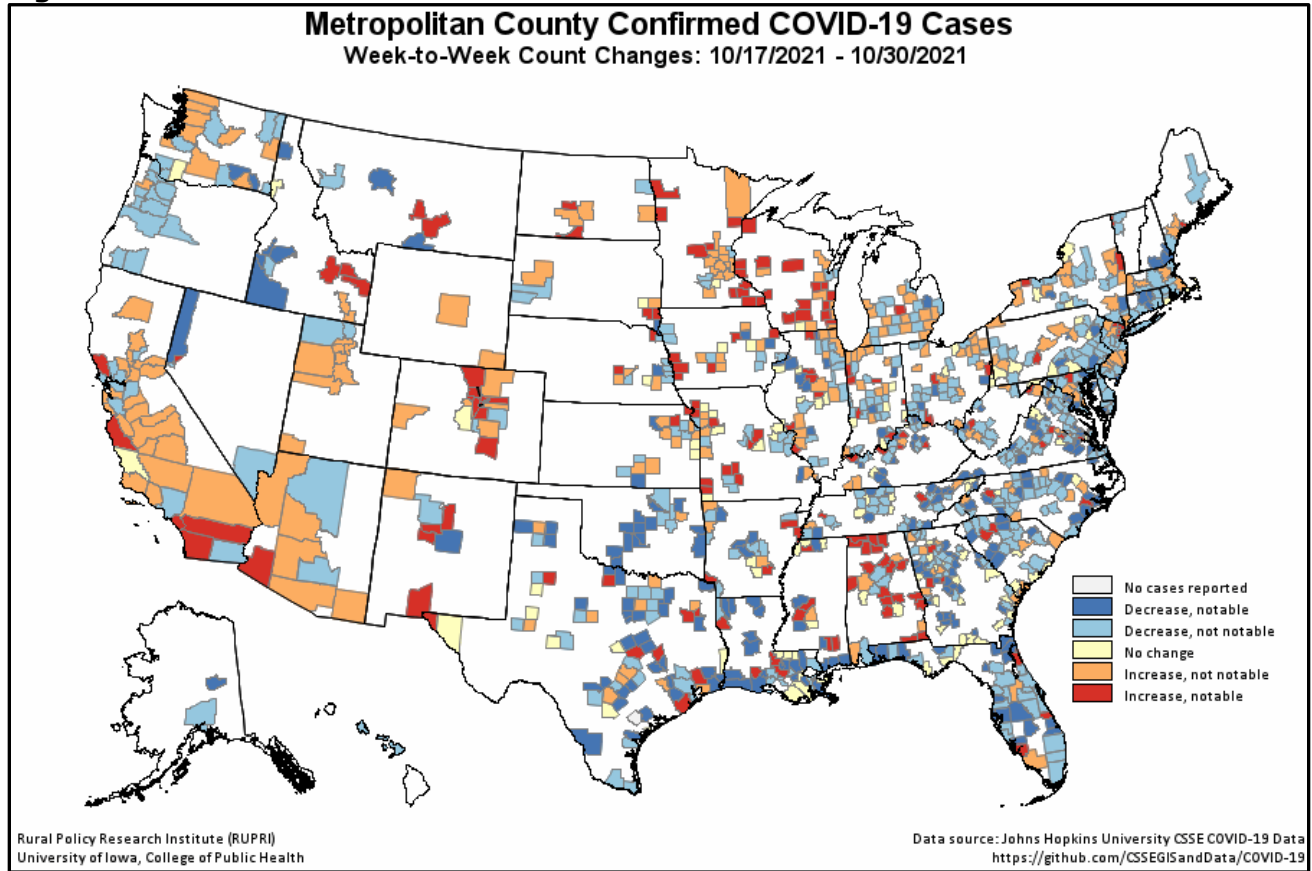 Metropolitan County Confirmed COVID-19 Cases
Week-to-Week Count Changes: 10/17/2021 - 10/30/2021
No cases reported
Decrease, notable
Decrease, not notable
No change
Increase, not notable
Increase, notable
Rural Policy Research Institute (RUPRI)
University of Iowa, College of Public Health
Data source: Johns Hopkins University CSSE COVID-19 Data
https://github.com/CSSEGISandData/COVID-19